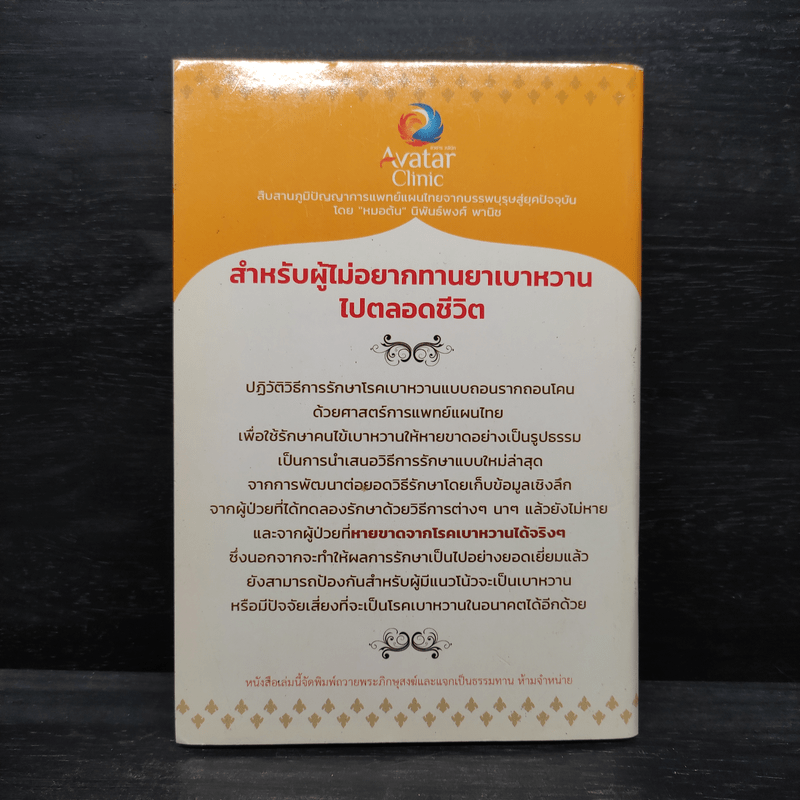 Avatar
Clinic
สืบสานภูมิปัญญาการแพทย์แผนไทยจากบรรพบุรุษสู่ยุคปัจจุบัน
โดย "หมอต้น" นิพันธ์พงศ์ พานิช
สำหรับผู้ไม่อยากทานยาเบาหวาน
ไปตลอดชีวิต
ปฏิวัติวิธีการรักษาโรคเบาหวานแบบถอนรากถอนโคน
ด้วยศาสตร์การแพทย์แผนไทย
เพื่อใช้รักษาคนไข้เบาหวานให้หายขาดอย่างเป็นรูปธรรม
เป็นการนำเสนอวิธีการรักษาแบบใหม่ล่าสุด
จากการพัฒนาต่อยอดวิธีรักษาโดยเก็บข้อมูลเชิงลึก
จากผู้ป่วยที่ได้ทดลองรักษาด้วยวิธีการต่างๆ นาๆ แล้วยังไม่หาย
และจากผู้ป่วยที่หายขาดจากโรคเบาหวานได้จริงๆ
ซึ่งนอกจากจะทำให้ผลการรักษาเป็นไปอย่างยอดเยี่ยมแล้ว
ยังสามารถป้องกันสำหรับผู้มีแนวโน้วจะเป็นเบาหวาน
หรือมีปัจจัยเสี่ยงที่จะเป็นโรคเบาหวานในอนาคตได้อีกด้วย
หนังสือเล่มนี้จัดพิมพ์ถวายพระภิกษุสงฆ์และแจกเป็นธรรมทาน ห้ามจำหน่าย